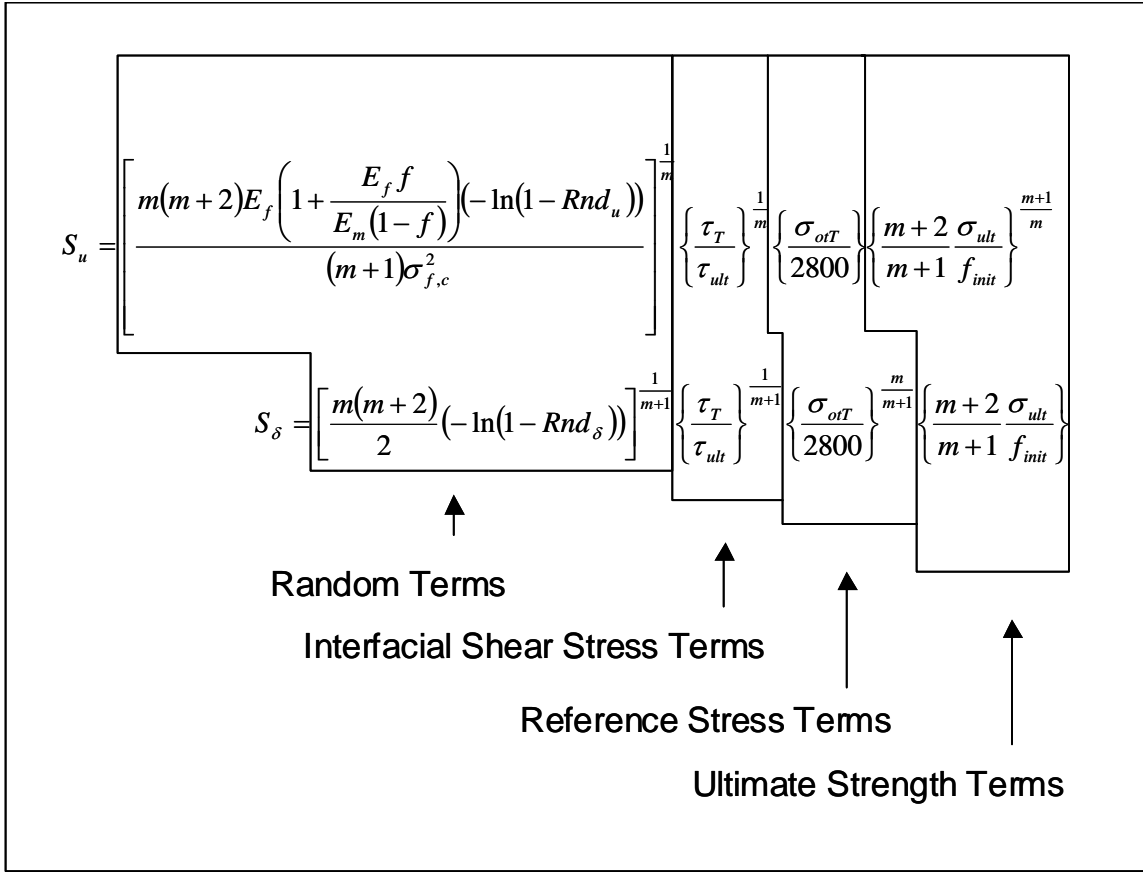 S_u = [ m(m+2)E_f (1 + E_f f / E_m(1−f)) (−ln(1−Rnd_u)) / (m+1)σ²_{f,c} ]^{1/m} {τ_T / τ_ult}^{1/m} {σ_otT / 2800} {m+2 / m+1 σ_ult / f_init}^{m+1 / m}
S_δ = [ m(m+2) / 2 (−ln(1−Rnd_δ)) ]^{1 / m+1} {τ_T / τ_ult}^{1 / m+1} {σ_otT / 2800}^{m / m+1} {m+2 / m+1 σ_ult / f_init}
Random Terms
Interfacial Shear Stress Terms
Reference Stress Terms
Ultimate Strength Terms